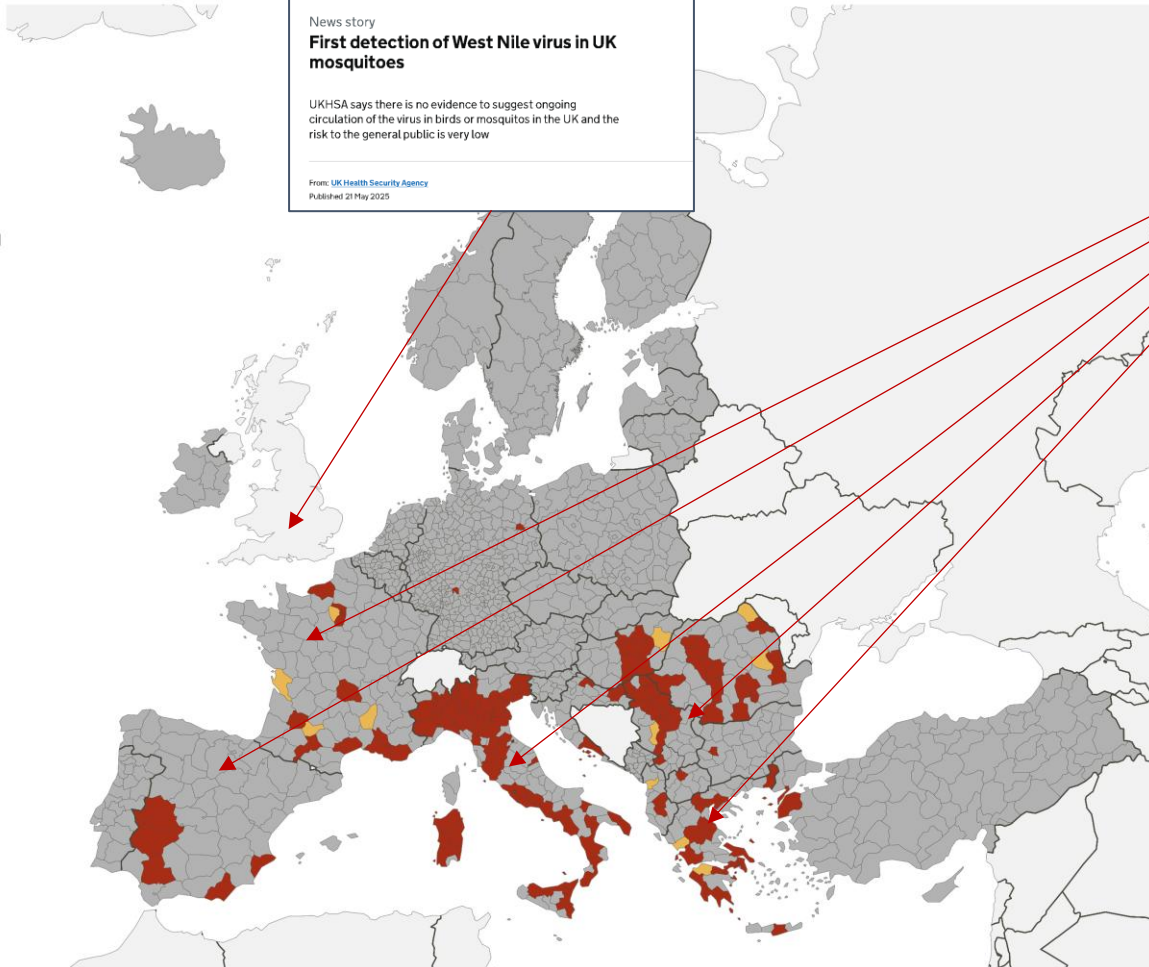 News story
First detection of West Nile virus in UK
mosquitoes
UKHSA says there is no evidence to suggest ongoing
circulation of the virus in birds or mosquitos in the UK and the
risk to the general public is very low
From: UK Health Security Agency
Published 21 May 2025